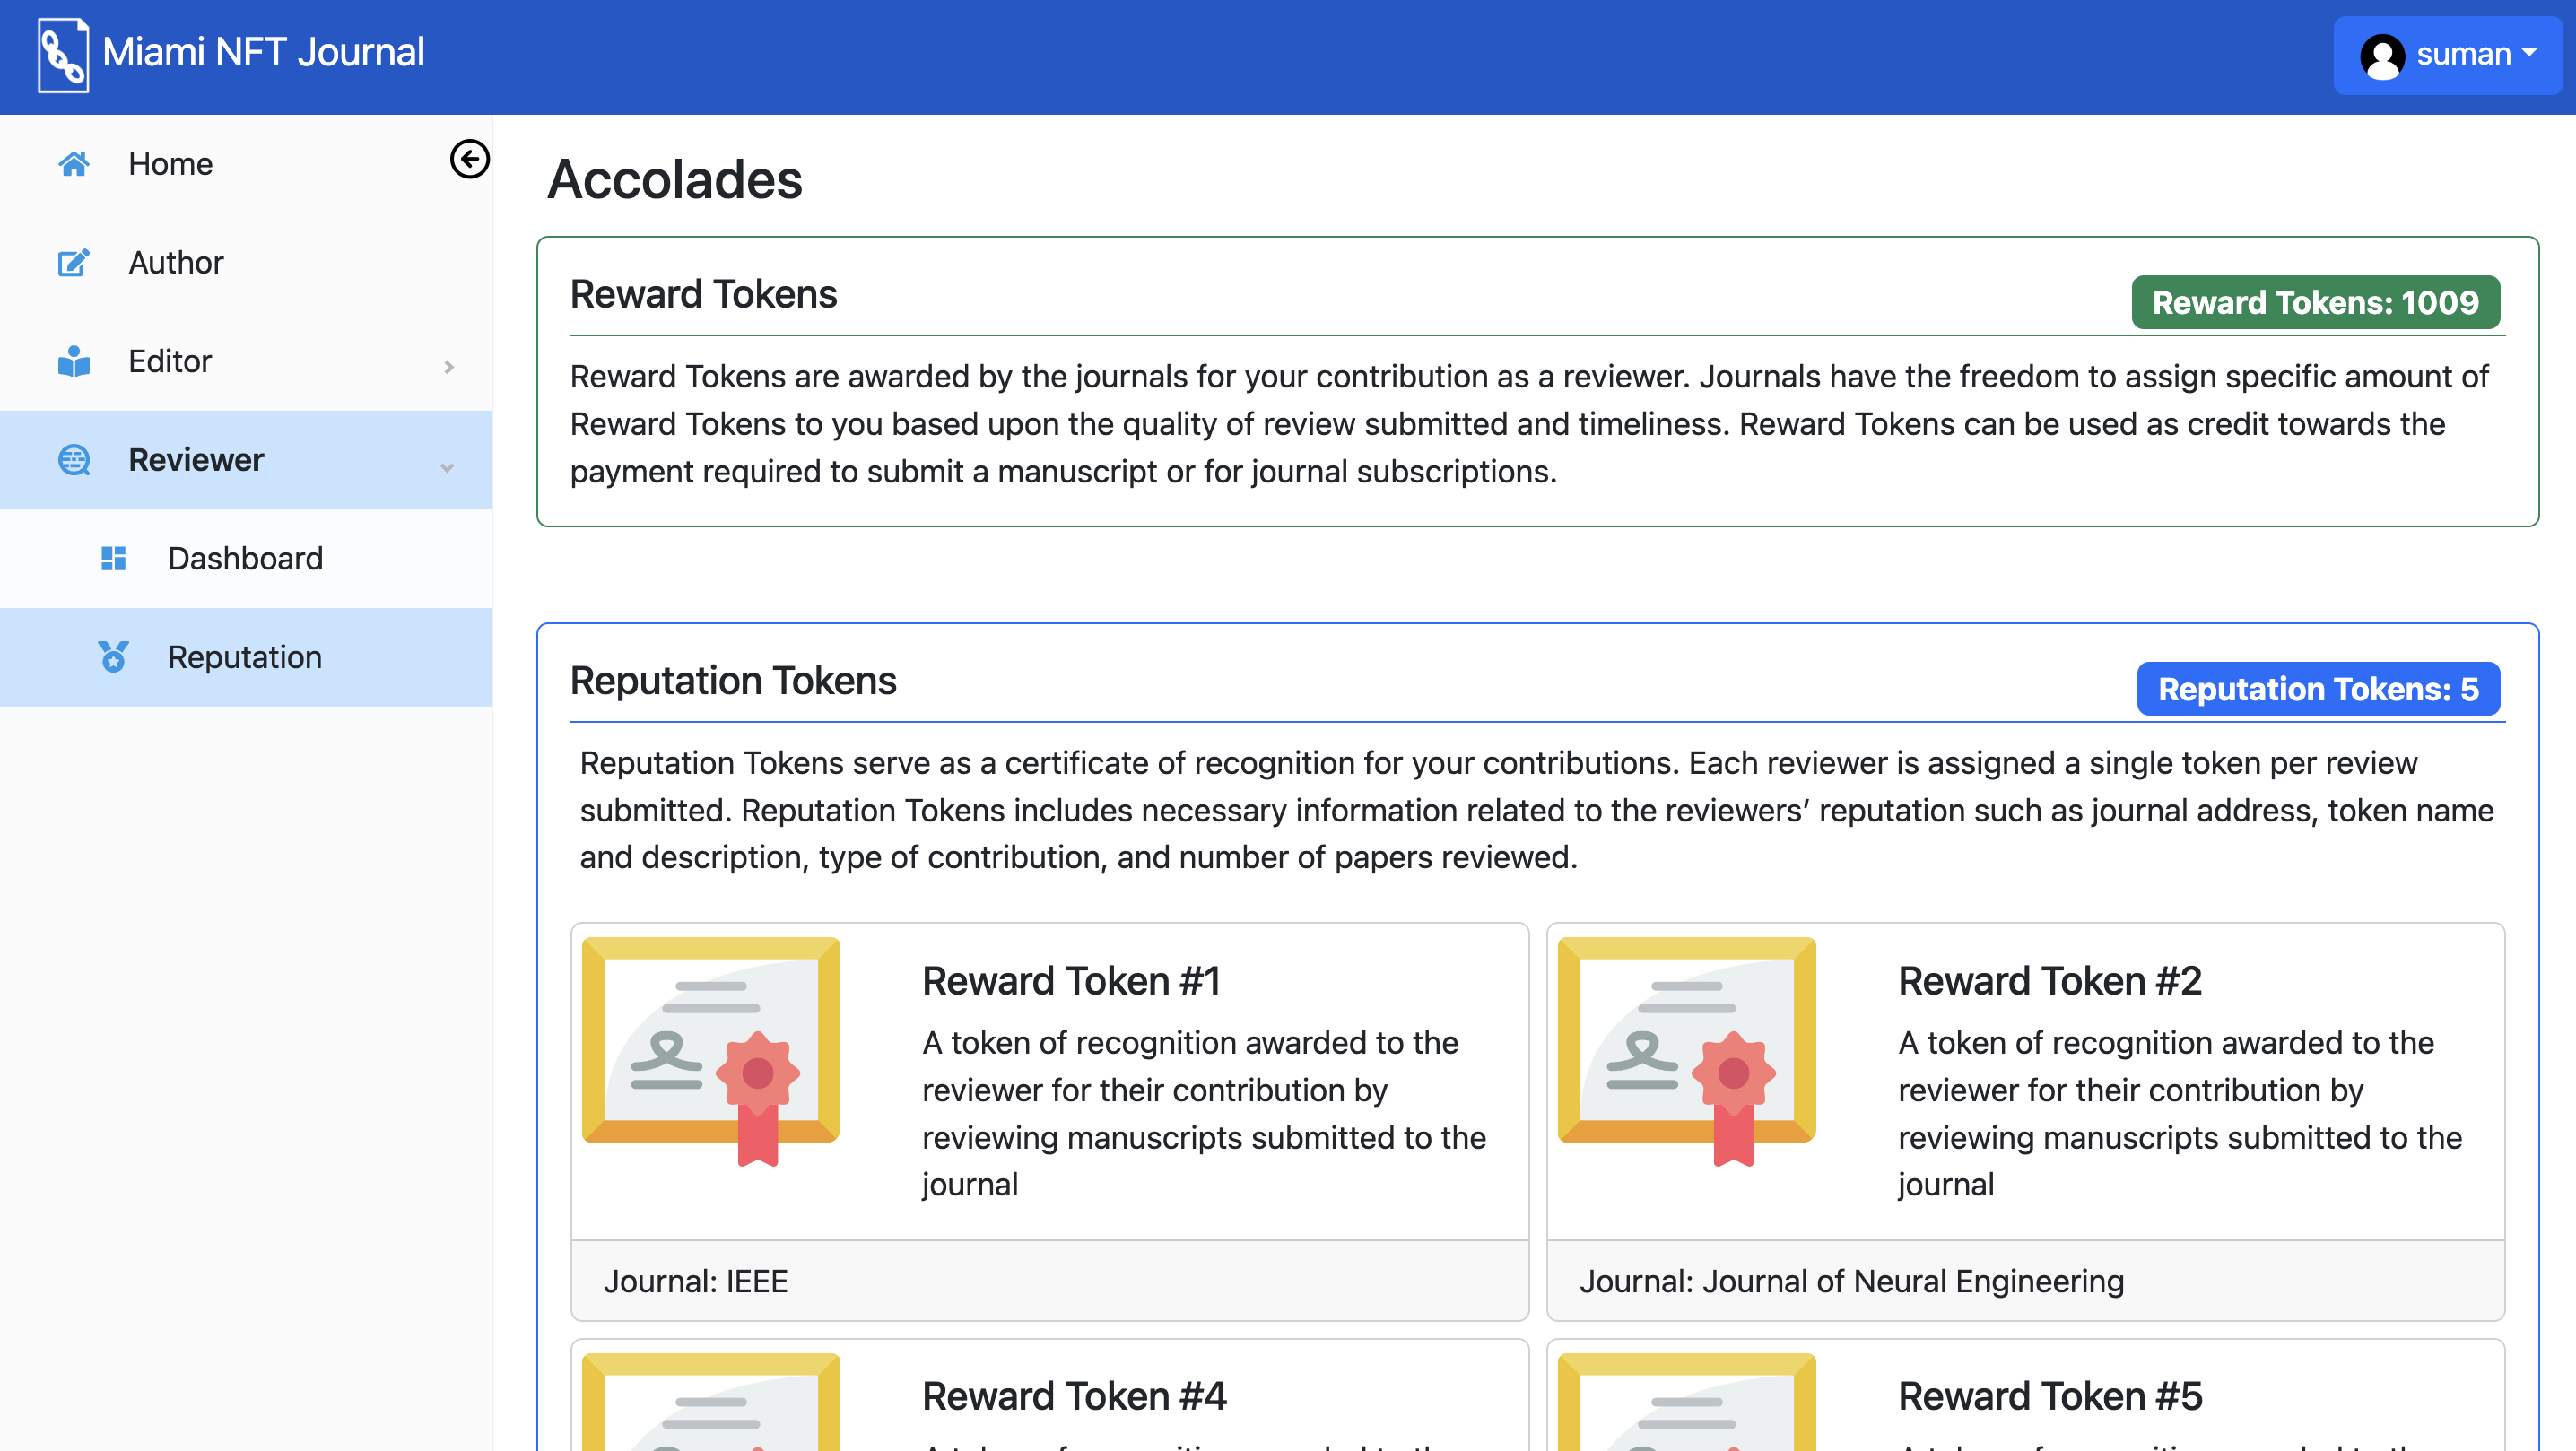 Miami NFT Journal
suman
Home
Author
Editor
Reviewer
Dashboard
Reputation
Accolades
Reward Tokens
Reward Tokens: 1009
Reward Tokens are awarded by the journals for your contribution as a reviewer. Journals have the freedom to assign specific amount of
Reward Tokens to you based upon the quality of review submitted and timeliness. Reward Tokens can be used as credit towards the
payment required to submit a manuscript or for journal subscriptions.
Reputation Tokens
Reputation Tokens: 5
Reputation Tokens serve as a certificate of recognition for your contributions. Each reviewer is assigned a single token per review
submitted. Reputation Tokens includes necessary information related to the reviewers’ reputation such as journal address, token name
and description, type of contribution, and number of papers reviewed.
Reward Token #1
A token of recognition awarded to the
reviewer for their contribution by
reviewing manuscripts submitted to the
journal
Journal: IEEE
Reward Token #2
A token of recognition awarded to the
reviewer for their contribution by
reviewing manuscripts submitted to the
journal
Journal: Journal of Neural Engineering
Reward Token #4
Reward Token #5